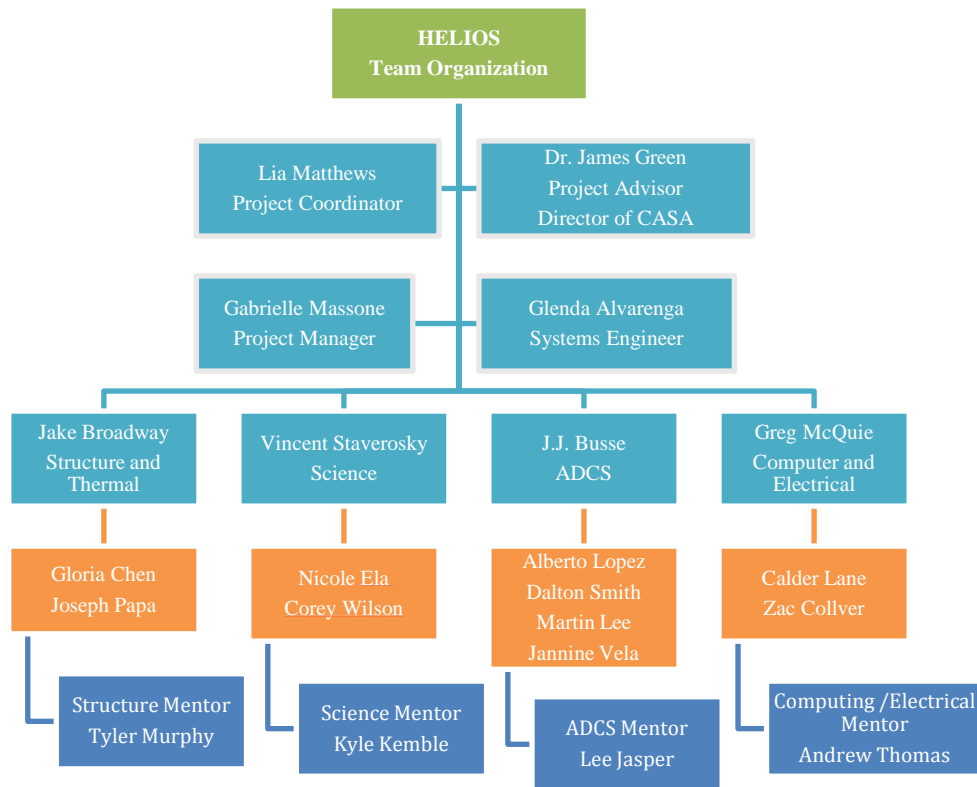 HELIOS
Team Organization
Lia Matthews
Project Coordinator
Dr. James Green
Project Advisor
Director of CASA
Gabrielle Massone
Project Manager
Glenda Alvarenga
Systems Engineer
Jake Broadway
Structure and
Thermal
Vincent Staverosky
Science
J.J. Busse
ADCS
Greg McQuie
Computer and
Electrical
Gloria Chen
Joseph Papa
Nicole Ela
Corey Wilson
Alberto Lopez
Dalton Smith
Martin Lee
Jannine Vela
Calder Lane
Zac Collver
Structure Mentor
Tyler Murphy
Science Mentor
Kyle Kemble
ADCS Mentor
Lee Jasper
Computing /Electrical
Mentor
Andrew Thomas